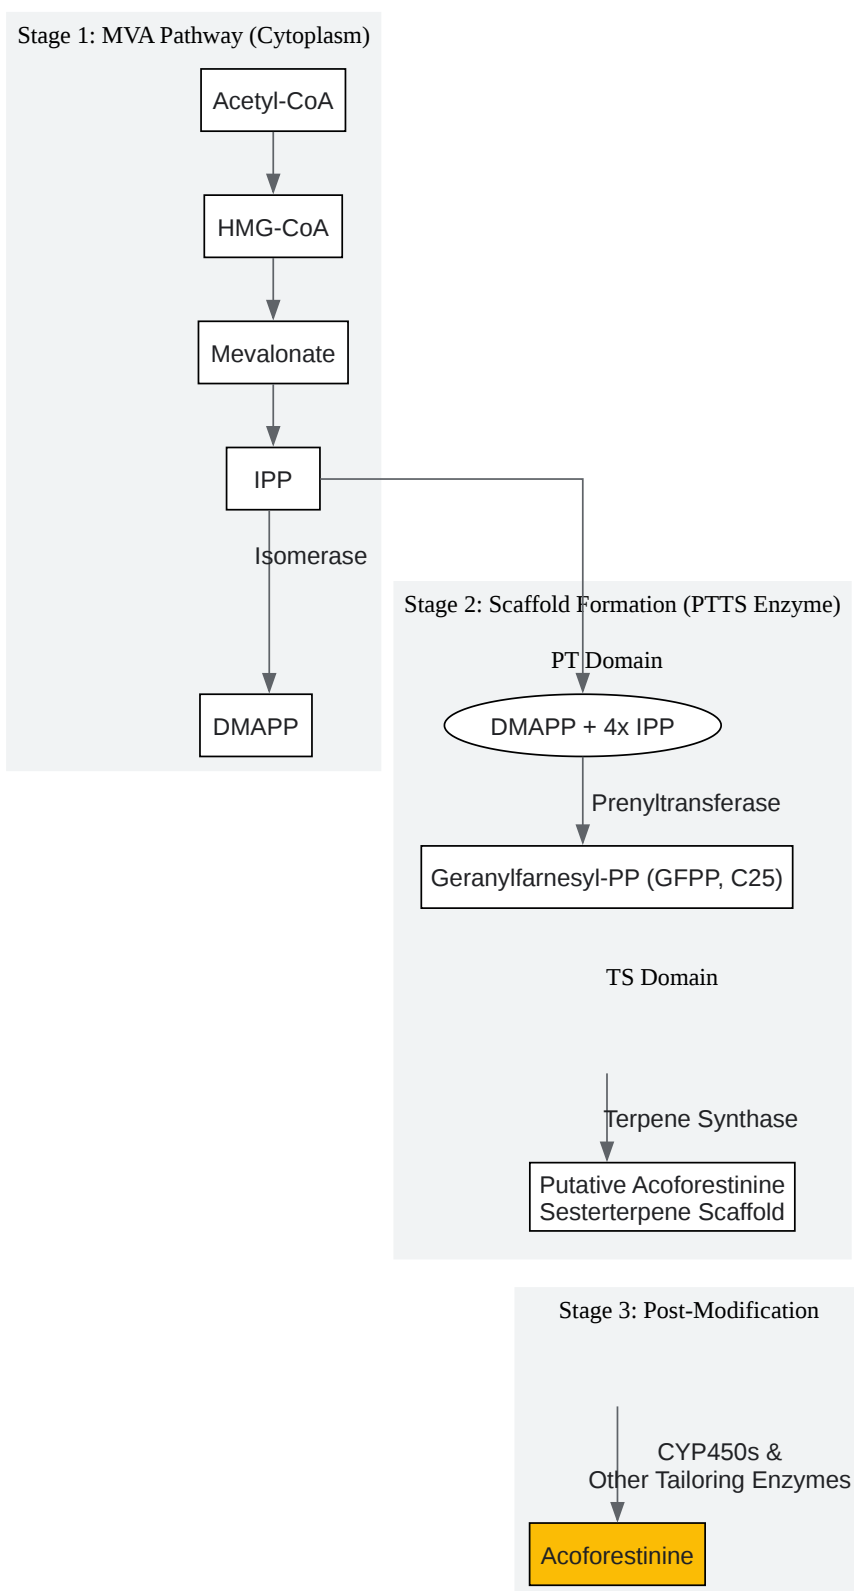 Stage 1: MVA Pathway (Cytoplasm)
Acetyl-CoA
HMG-CoA
Mevalonate
IPP
Isomerase
DMAPP
Stage 2: Scaffold Formation (PTTS Enzyme)
PT Domain
DMAPP + 4x IPP
Prenyltransferase
Geranylfarnesyl-PP (GFPP, C25)
TS Domain
Terpene Synthase
Putative Acoforestinine
Sesterterpene Scaffold
Stage 3: Post-Modification
CYP450s &
Other Tailoring Enzymes
Acoforestinine